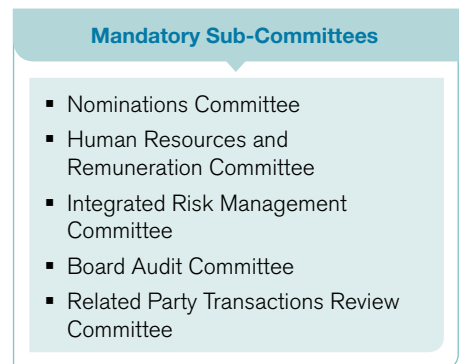 Mandatory Sub-Committees
▪ Nominations Committee
▪ Human Resources and
Remuneration Committee
▪ Integrated Risk Management
Committee
▪ Board Audit Committee
▪ Related Party Transactions Review
Committee